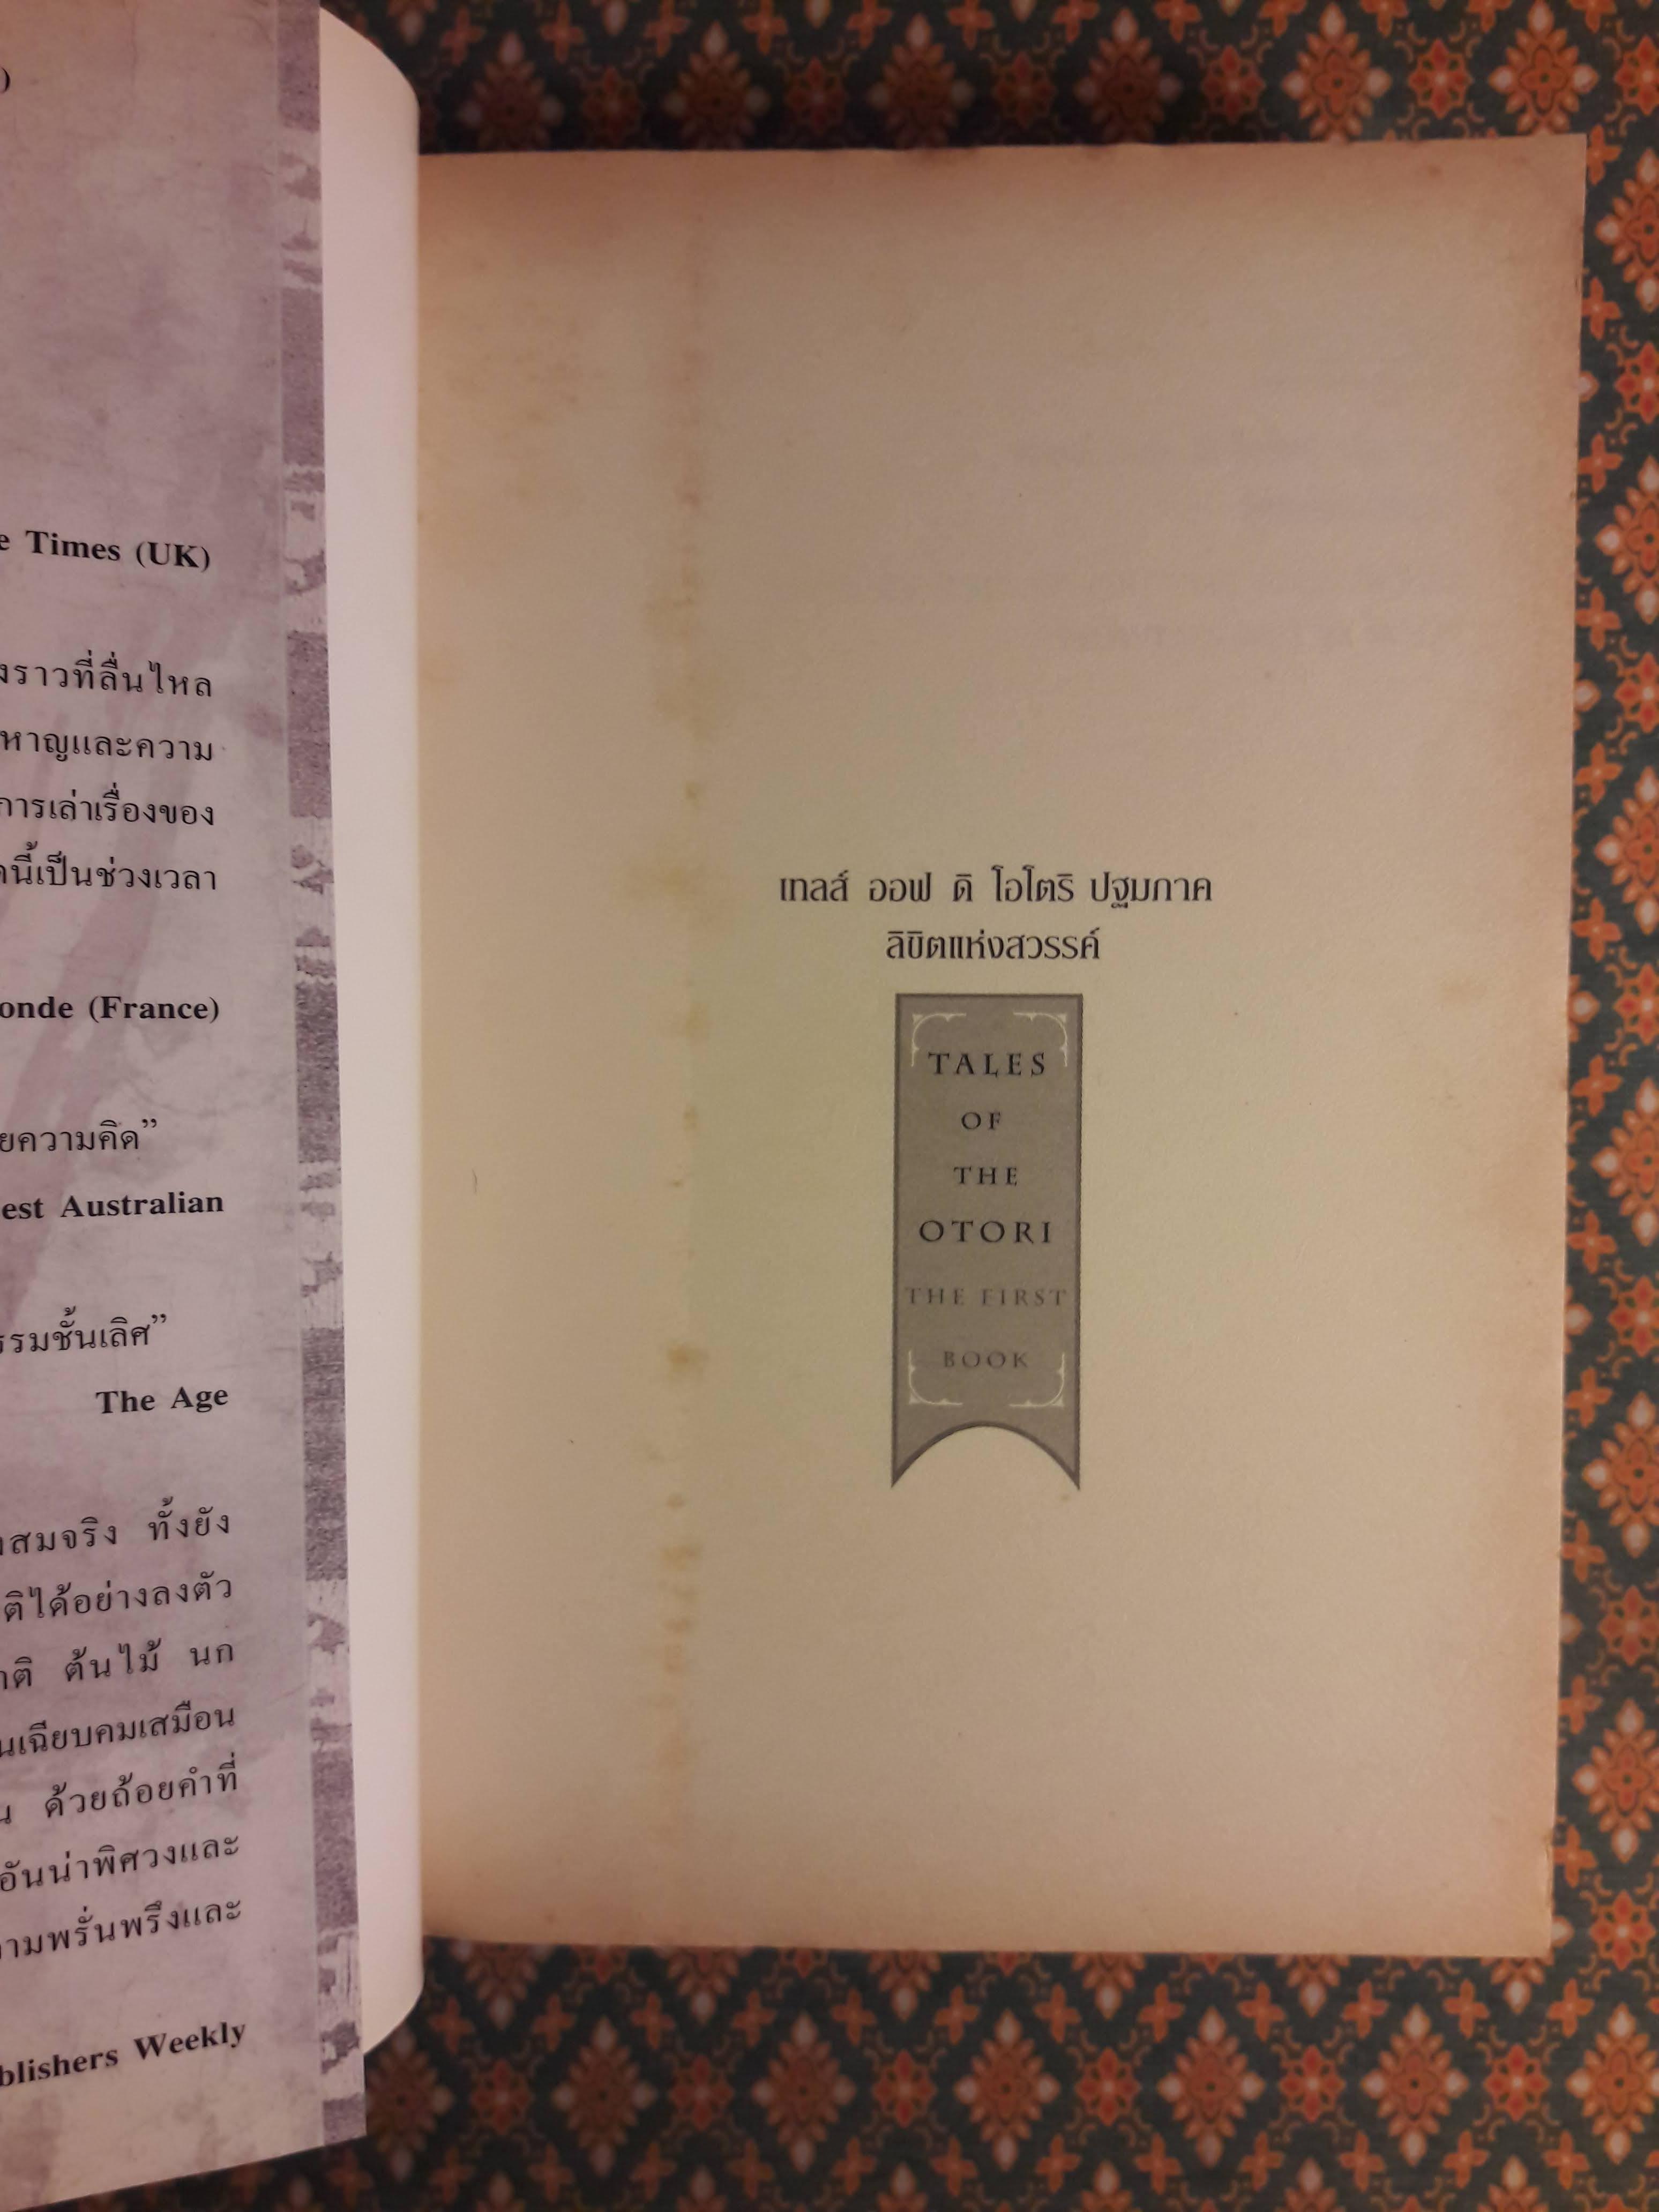 )
Times (UK)
ราวที่ลื่นไหล
หาญและความ
การเล่าเรื่องของ
นี้เป็นช่วงเวลา
onde (France)
ยความคิด”
est Australian
รรมชั้นเลิศ”
The Age
สมจริง ทั้งยัง
ติได้อย่างลงตัว
าติ ต้นไม้ นก
นเฉียบคมเสมือน
น ด้วยถ้อยคำที่
อันน่าพิศวงและ
ามพรั่นพรึงและ
blishers Weekly
เทลส์ ออฟ ดิ โอโตริ ปฐมภาค
ลิขิตแห่งสวรรค์
TALES
OF
THE
OTORI
THE FIRST
BOOK